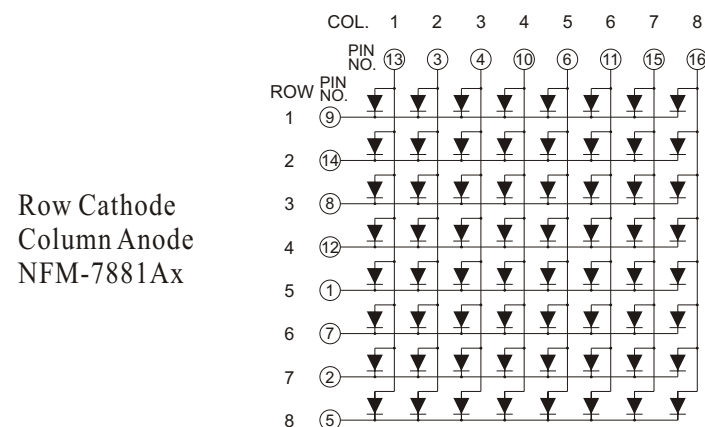 COL. 1 2 3 4 5 6 7 8
PIN NO. 13 3 4 10 6 11 15 16
ROW PIN NO.
1 9
2 14
3 8
4 12
5 1
6 7
7 2
8 5
Row Cathode
Column Anode
NFM-7881Ax